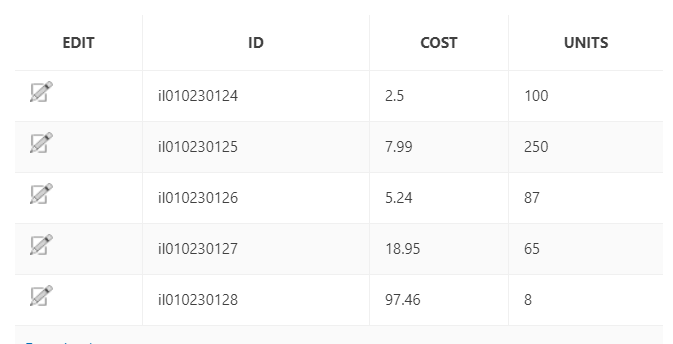 EDIT ID COST UNITS
il010230124 2.5 100
il010230125 7.99 250
il010230126 5.24 87
il010230127 18.95 65
il010230128 97.46 8